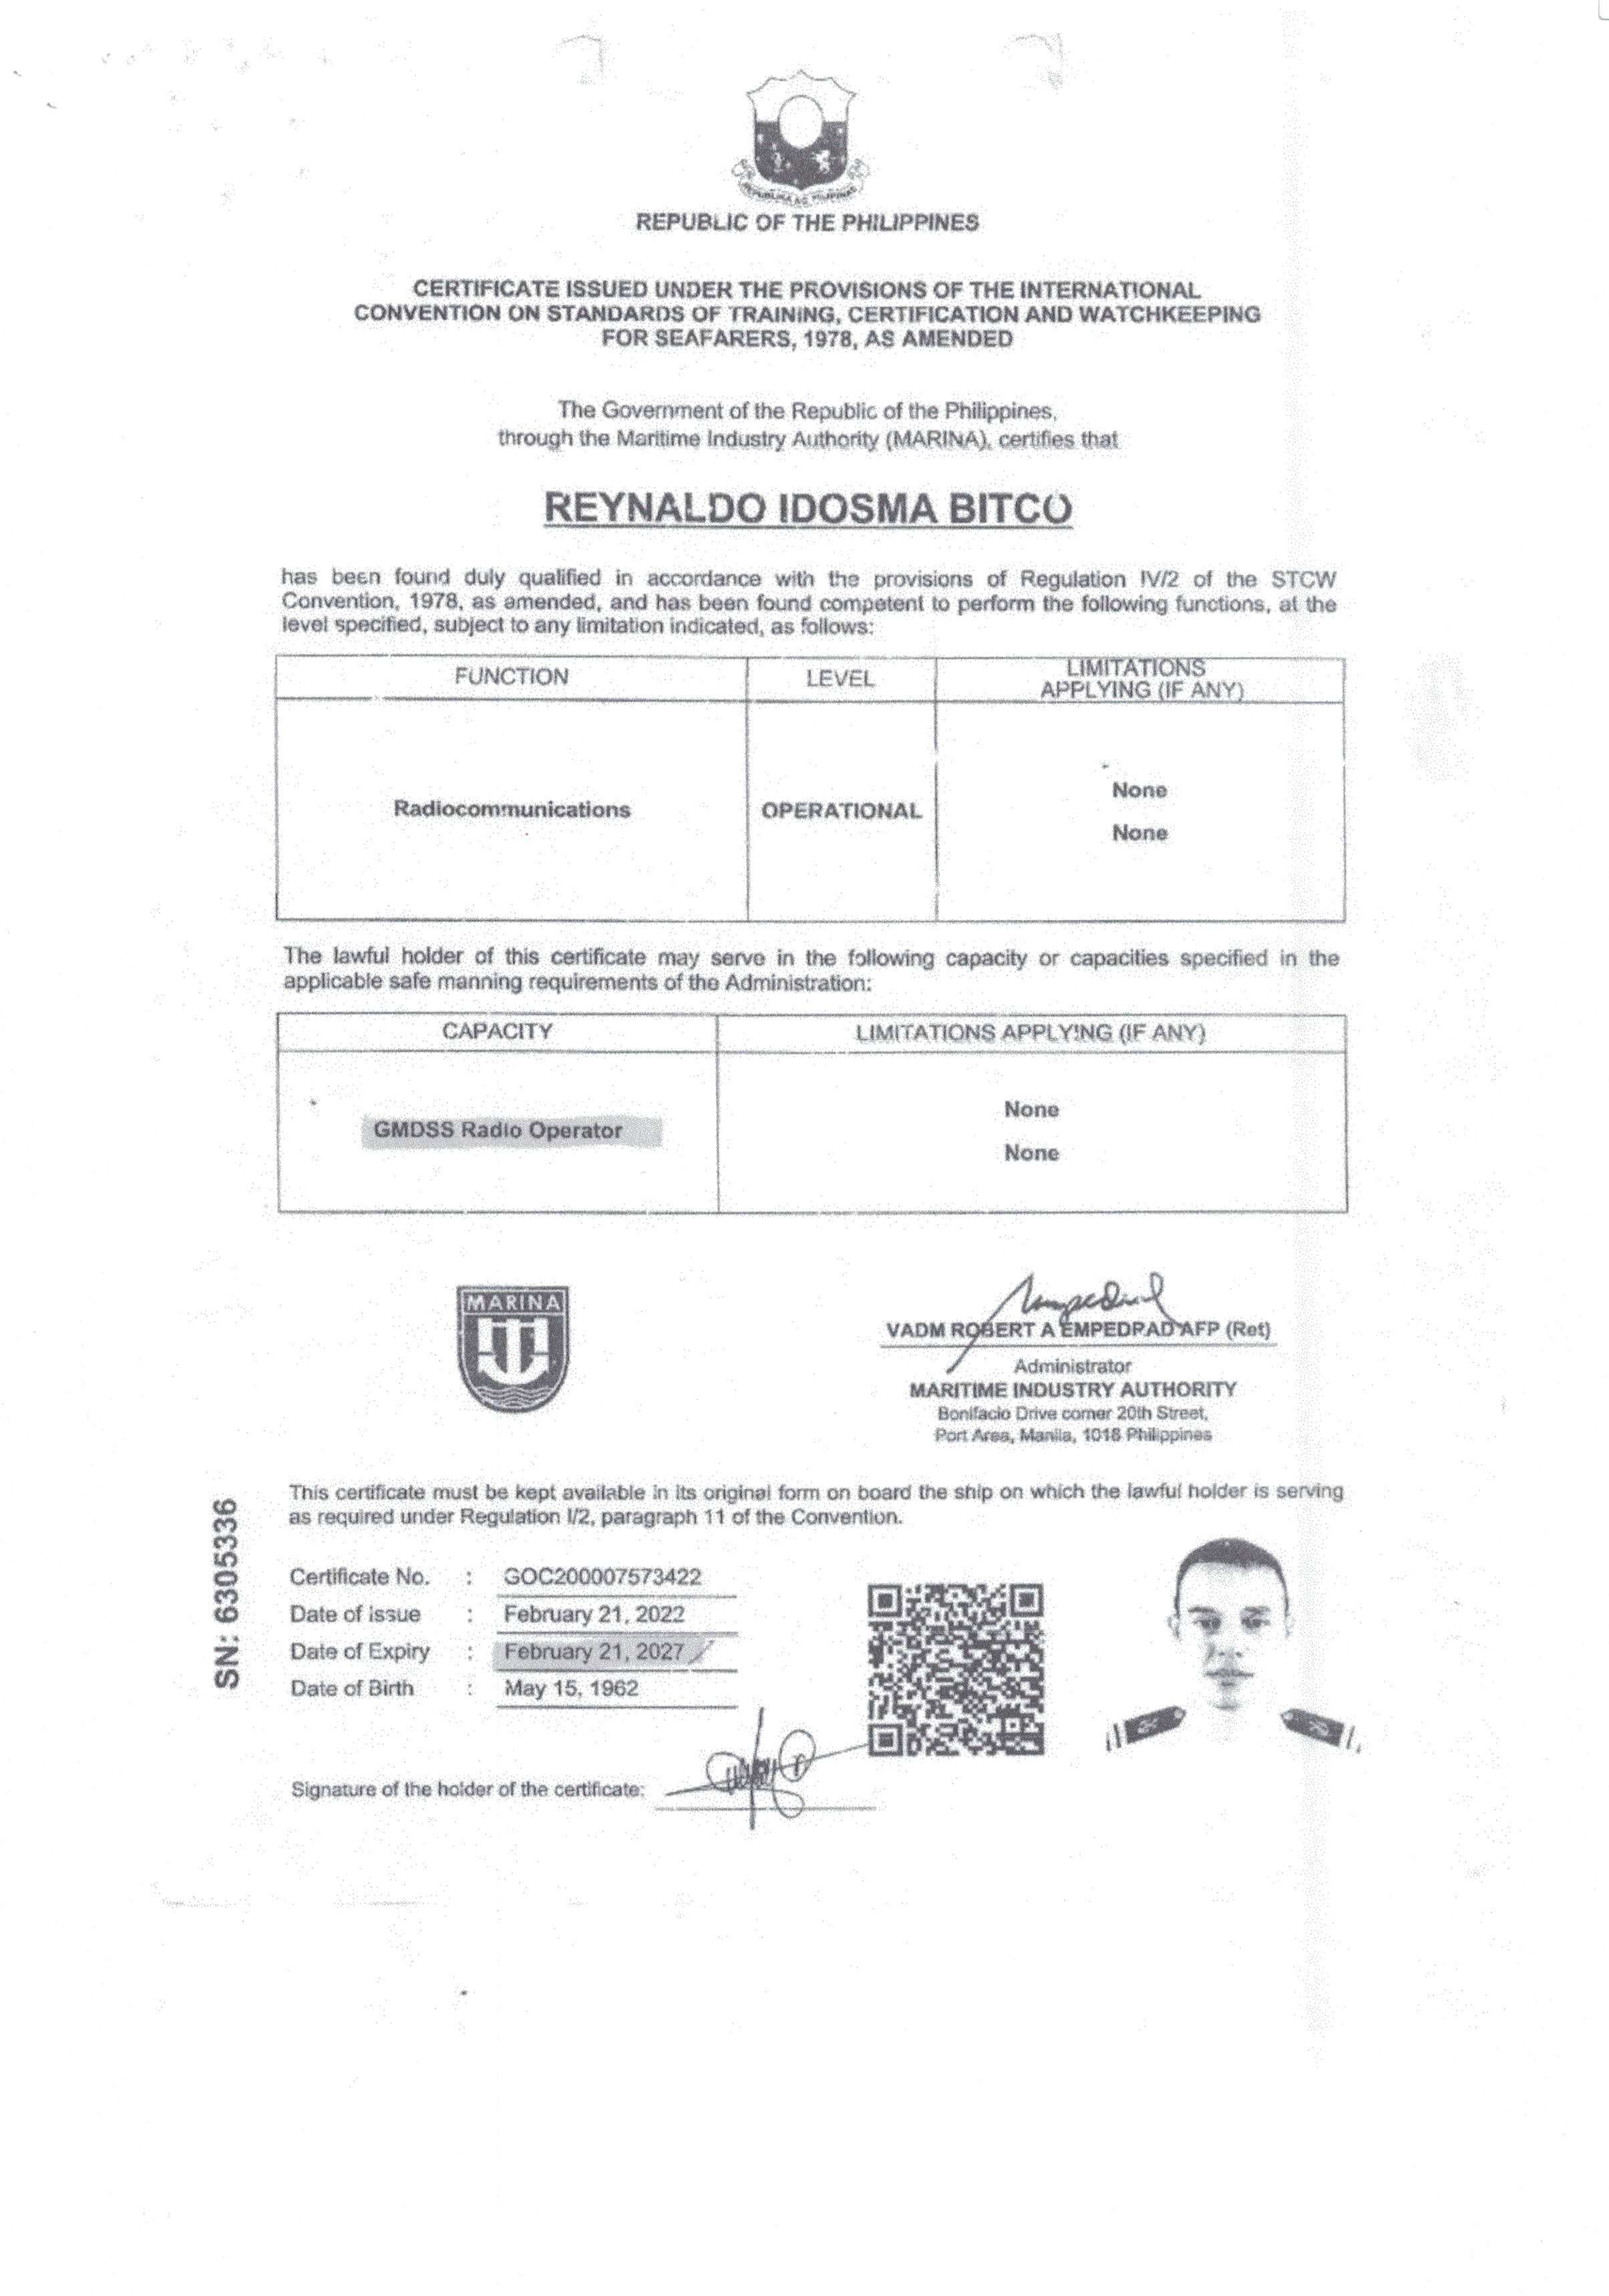 REPUBLIKA NG PILIPINAS
REPUBLIC OF THE PHILIPPINES
CERTIFICATE ISSUED UNDER THE PROVISIONS OF THE INTERNATIONAL
CONVENTION ON STANDARDS OF TRAINING, CERTIFICATION AND WATCHKEEPING
FOR SEAFARERS, 1978, AS AMENDED
The Government of the Republic of the Philippines,
through the Maritime Industry Authority (MARINA), certifies that
REYNALDO IDOSMA BITCO
has been found duly qualified in accordance with the provisions of Regulation IV/2 of the STCW
Convention, 1978, as amended, and has been found competent to perform the following functions, at the
level specified, subject to any limitation indicated, as follows:
FUNCTION LEVEL LIMITATIONS
APPLYING (IF ANY)
Radiocommunications OPERATIONAL None
None
The lawful holder of this certificate may serve in the following capacity or capacities specified in the
applicable safe manning requirements of the Administration:
CAPACITY LIMITATIONS APPLYING (IF ANY)
GMDSS Radio Operator None
None
MARINA
VADM ROBERT A EMPEDRAD AFP (Ret)
Administrator
MARITIME INDUSTRY AUTHORITY
Bonifacio Drive corner 20th Street,
Port Area, Manila, 1018 Philippines
This certificate must be kept available in its original form on board the ship on which the lawful holder is serving
as required under Regulation I/2, paragraph 11 of the Convention.
SN: 6305336
Certificate No. : GOC200007573422
Date of issue : February 21, 2022
Date of Expiry : February 21, 2027
Date of Birth : May 15, 1962
Signature of the holder of the certificate: